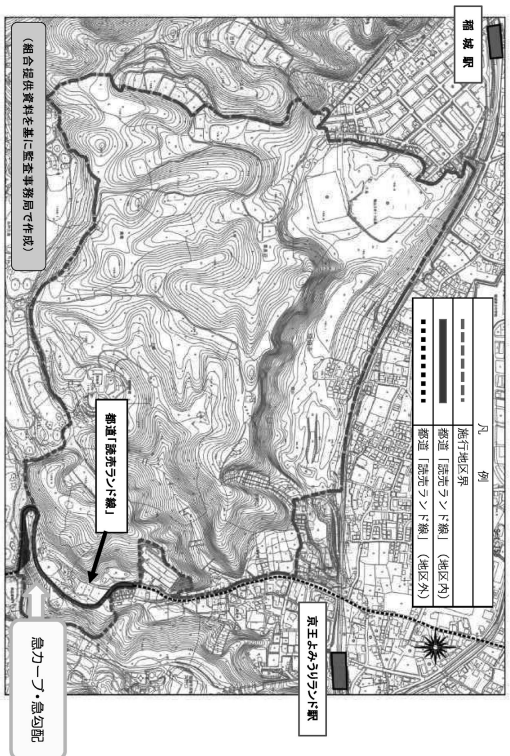 稲城駅
凡 例
施行地区界
都道「読売ランド線」（地区内）
都道「読売ランド線」（地区外）
京王よみうりランド駅
都道「読売ランド線」
急カーブ・急勾配
（組合提供資料を基に監査事務局で作成）